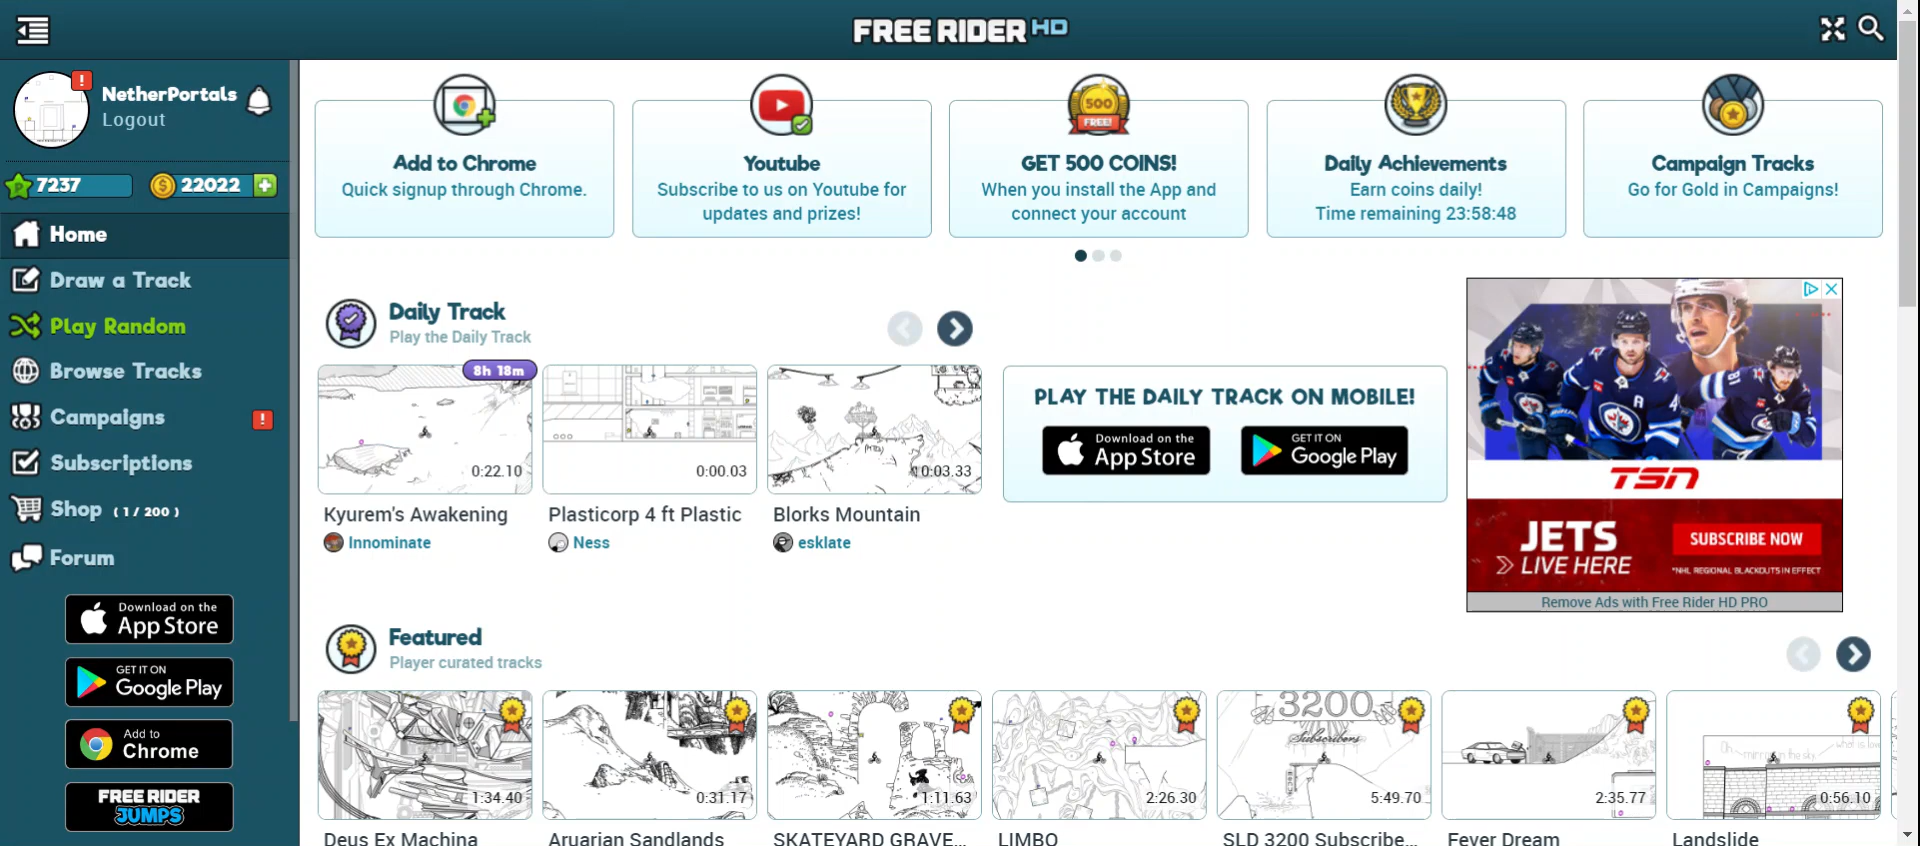 FREE RIDER HD
NetherPortals
Logout
7237
22022
Home
Draw a Track
Play Random
Browse Tracks
Campaigns
Subscriptions
Shop ( 1 / 200 )
Forum
Download on the
App Store
GET IT ON
Google Play
Add to
Chrome
FREE RIDER
JUMPS
Add to Chrome
Quick signup through Chrome.
Youtube
Subscribe to us on Youtube for
updates and prizes!
500
FREE!
GET 500 COINS!
When you install the App and
connect your account
Daily Achievements
Earn coins daily!
Time remaining 23:58:48
Campaign Tracks
Go for Gold in Campaigns!
Daily Track
Play the Daily Track
8h 18m
0:22.10
Kyurem's Awakening
Innominate
0:00.03
Plasticorp 4 ft Plastic
Ness
10:03.33
Blorks Mountain
esklate
PLAY THE DAILY TRACK ON MOBILE!
Download on the
App Store
GET IT ON
Google Play
TSN
JETS
LIVE HERE
SUBSCRIBE NOW
*NHL REGIONAL BLACKOUTS IN EFFECT
Remove Ads with Free Rider HD PRO
Featured
Player curated tracks
1:34.40
Deus Ex Machina
0:31.17
Aruarian Sandlands
1:11.63
SKATEYARD GRAVE...
2:26.30
LIMBO
3200
Subscribers
5:49.70
SLD 3200 Subscribe...
2:35.77
Fever Dream
0:56.10
Landslide